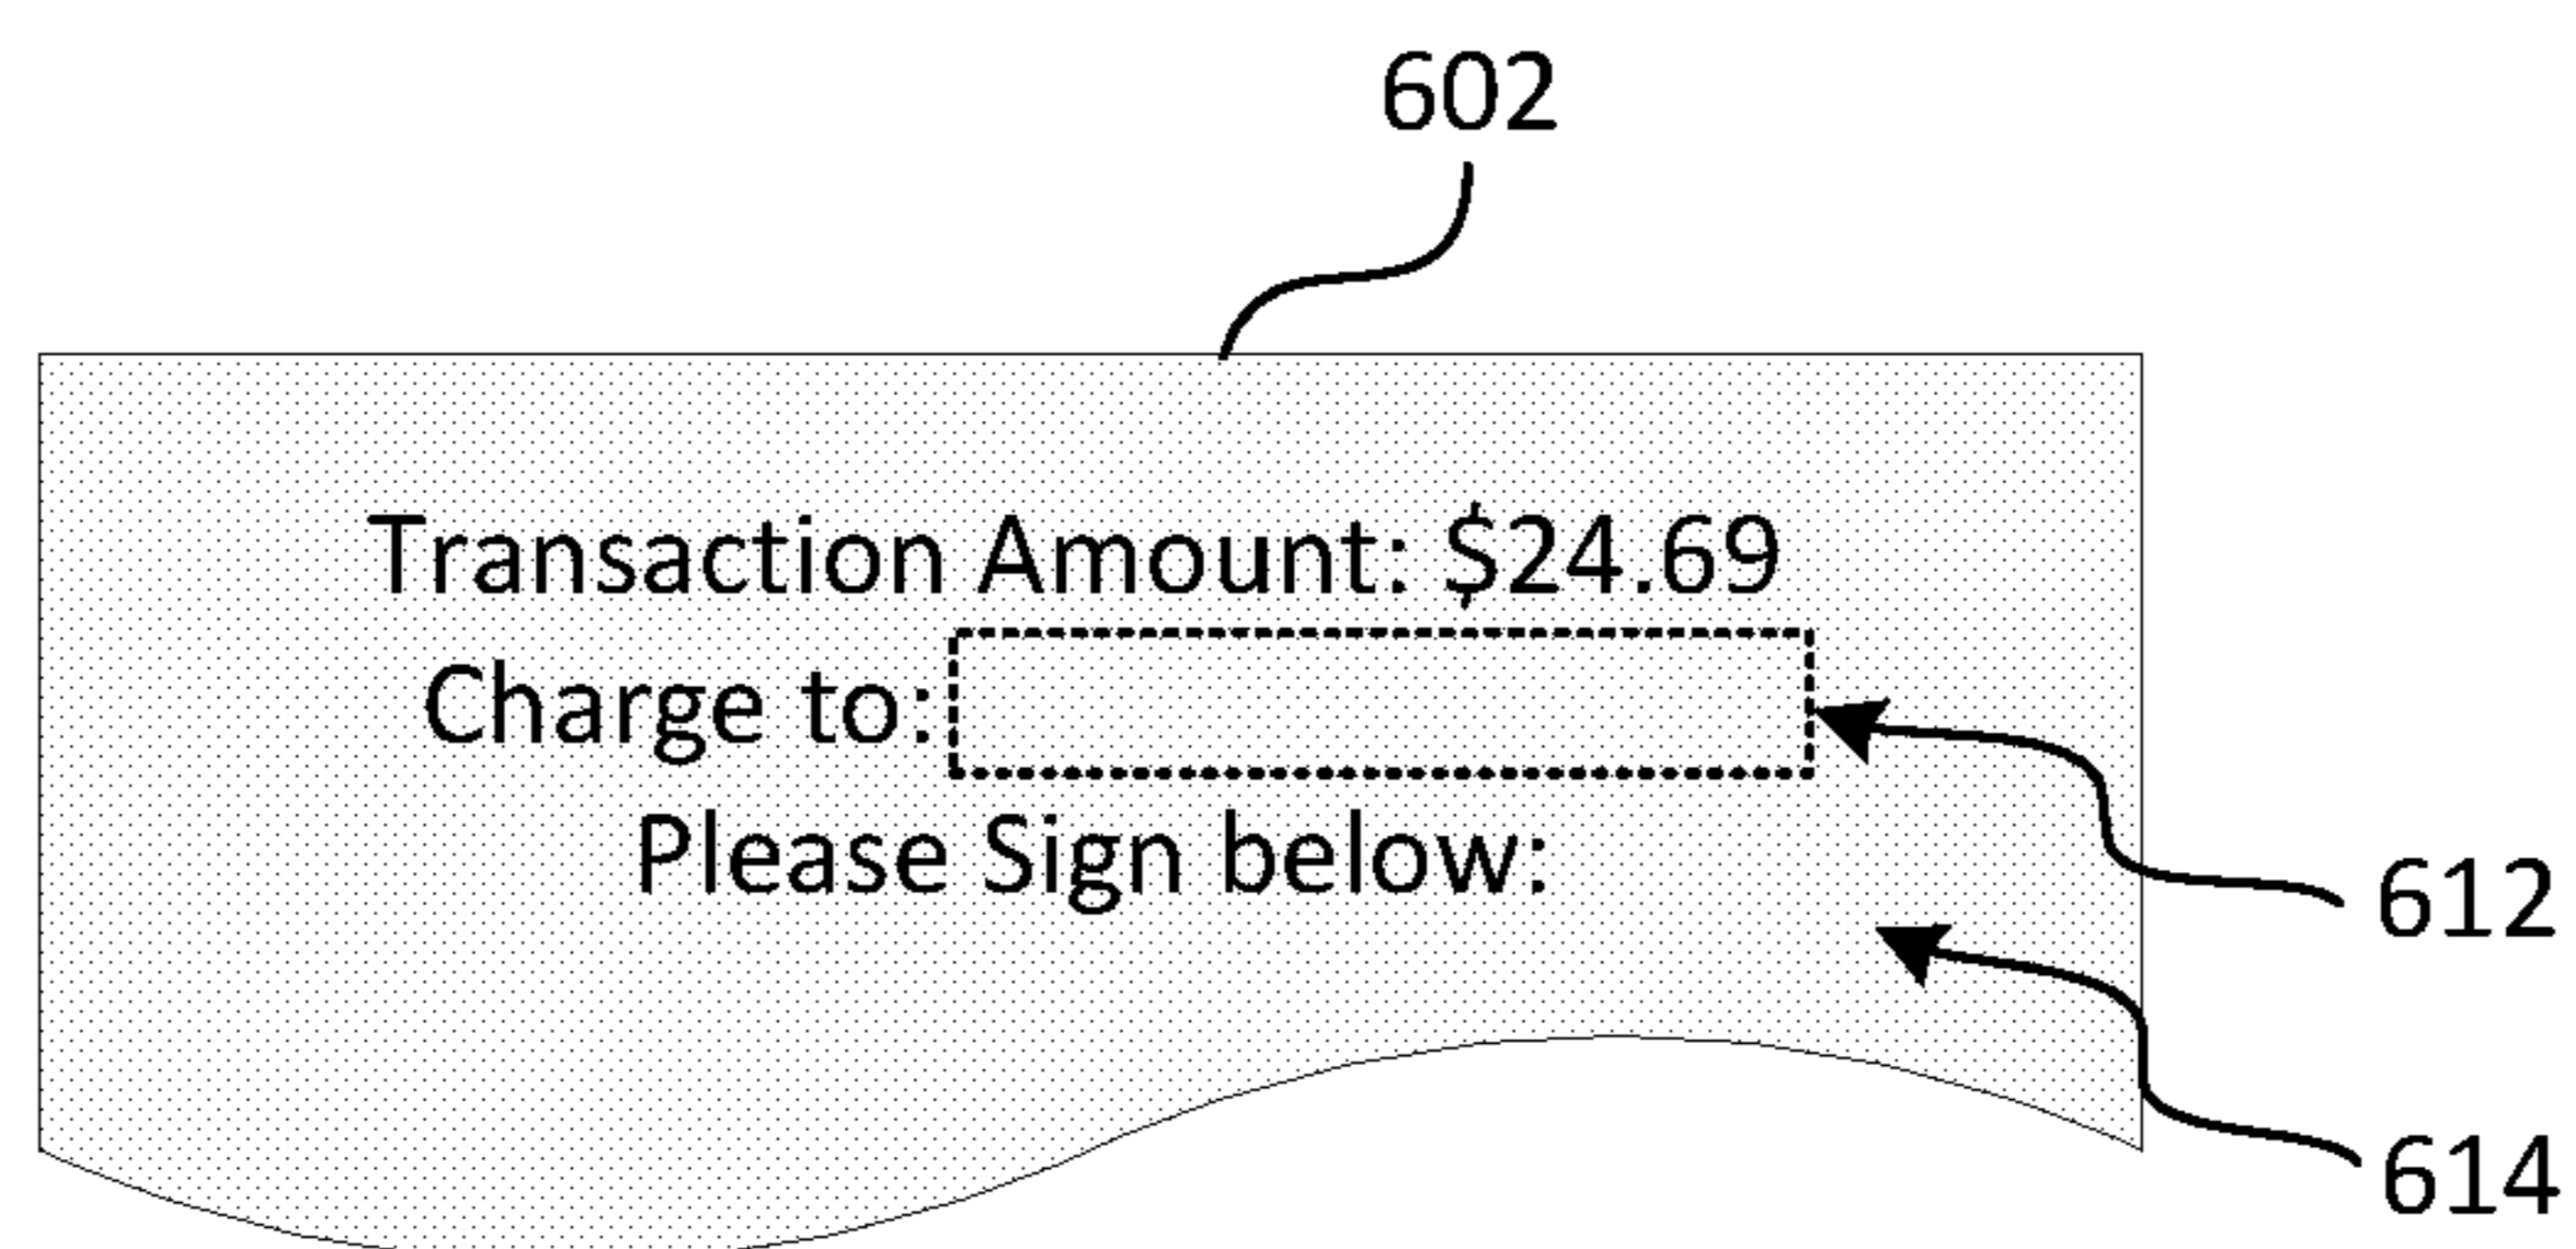 602
Transaction Amount: $24.69
Charge to:
Please Sign below:
612
614